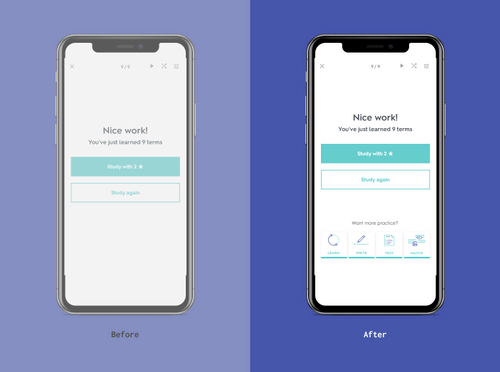 9 / 9
Nice work!
You've just learned 9 terms
Study with 2 ★
Study again
Before
9 / 9
Nice work!
You've just learned 9 terms
Study with 2 ★
Study again
Want more practice?
LEARN
WRITE
TEST
MATCH
After